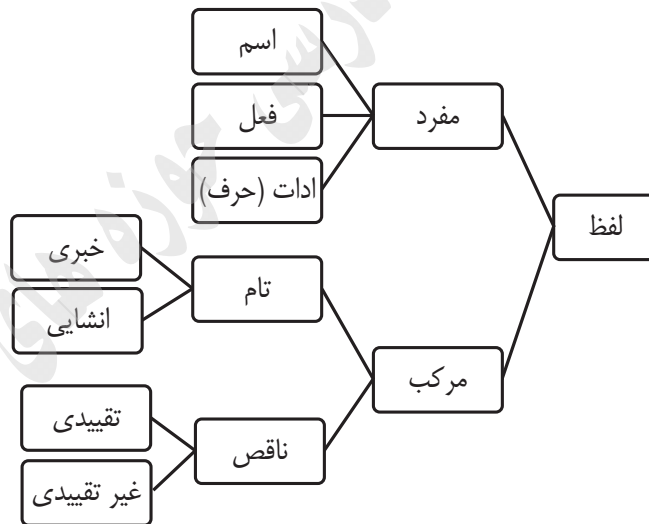 لفظ
مفرد
اسم
فعل
ادات (حرف)
مرکب
تام
خبری
انشایی
ناقص
تقییدی
غیر تقییدی